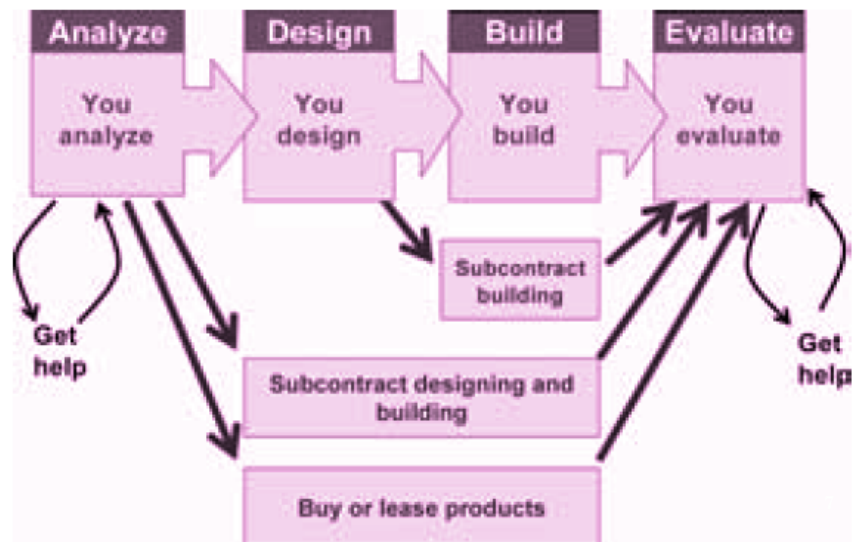 Analyze
Design
Build
Evaluate
You
analyze
You
design
You
build
You
evaluate
Subcontract
building
Get
help
Get
help
Subcontract designing and
building
Buy or lease products